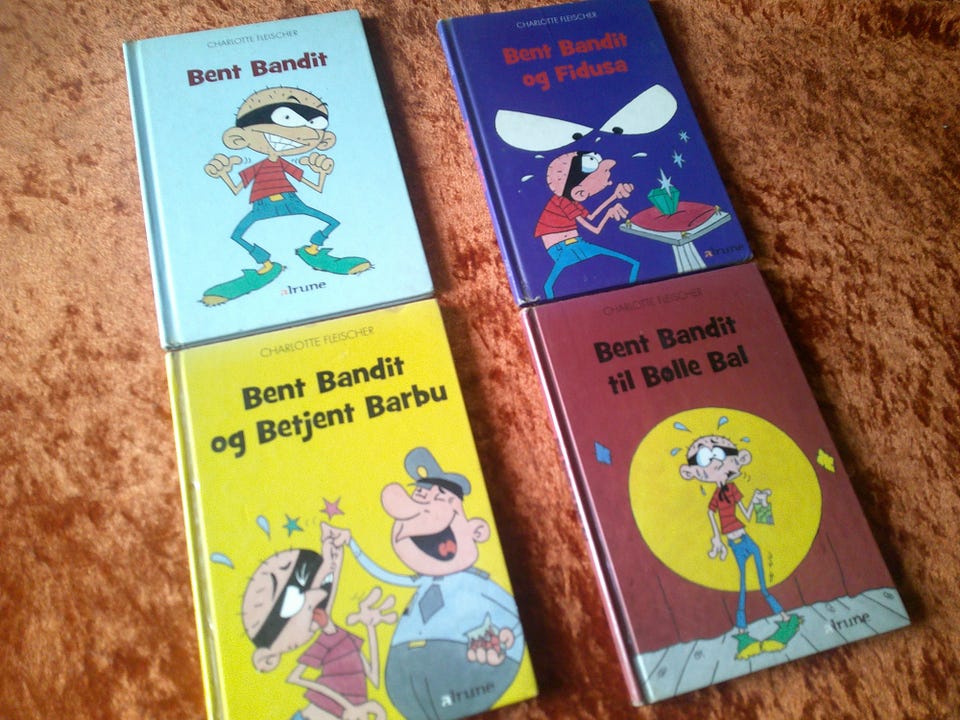 CHARLOTTE FLEISCHER
Bent Bandit
alrune
CHARLOTTE FLEISCHER
Bent Bandit
og Fidusa
alrune
CHARLOTTE FLEISCHER
Bent Bandit
og Betjent Barbu
alrune
CHARLOTTE FLEISCHER
Bent Bandit
til Bølle Bal
alrune